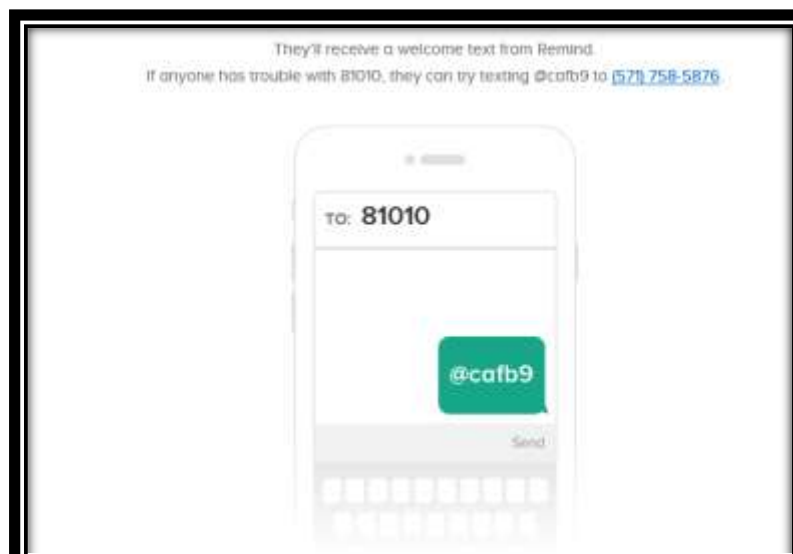 They'll receive a welcome text from Remind.
If anyone has trouble with 81010, they can try texting @cafb9 to (571) 758-5876.
TO: 81010
@cafb9
Send